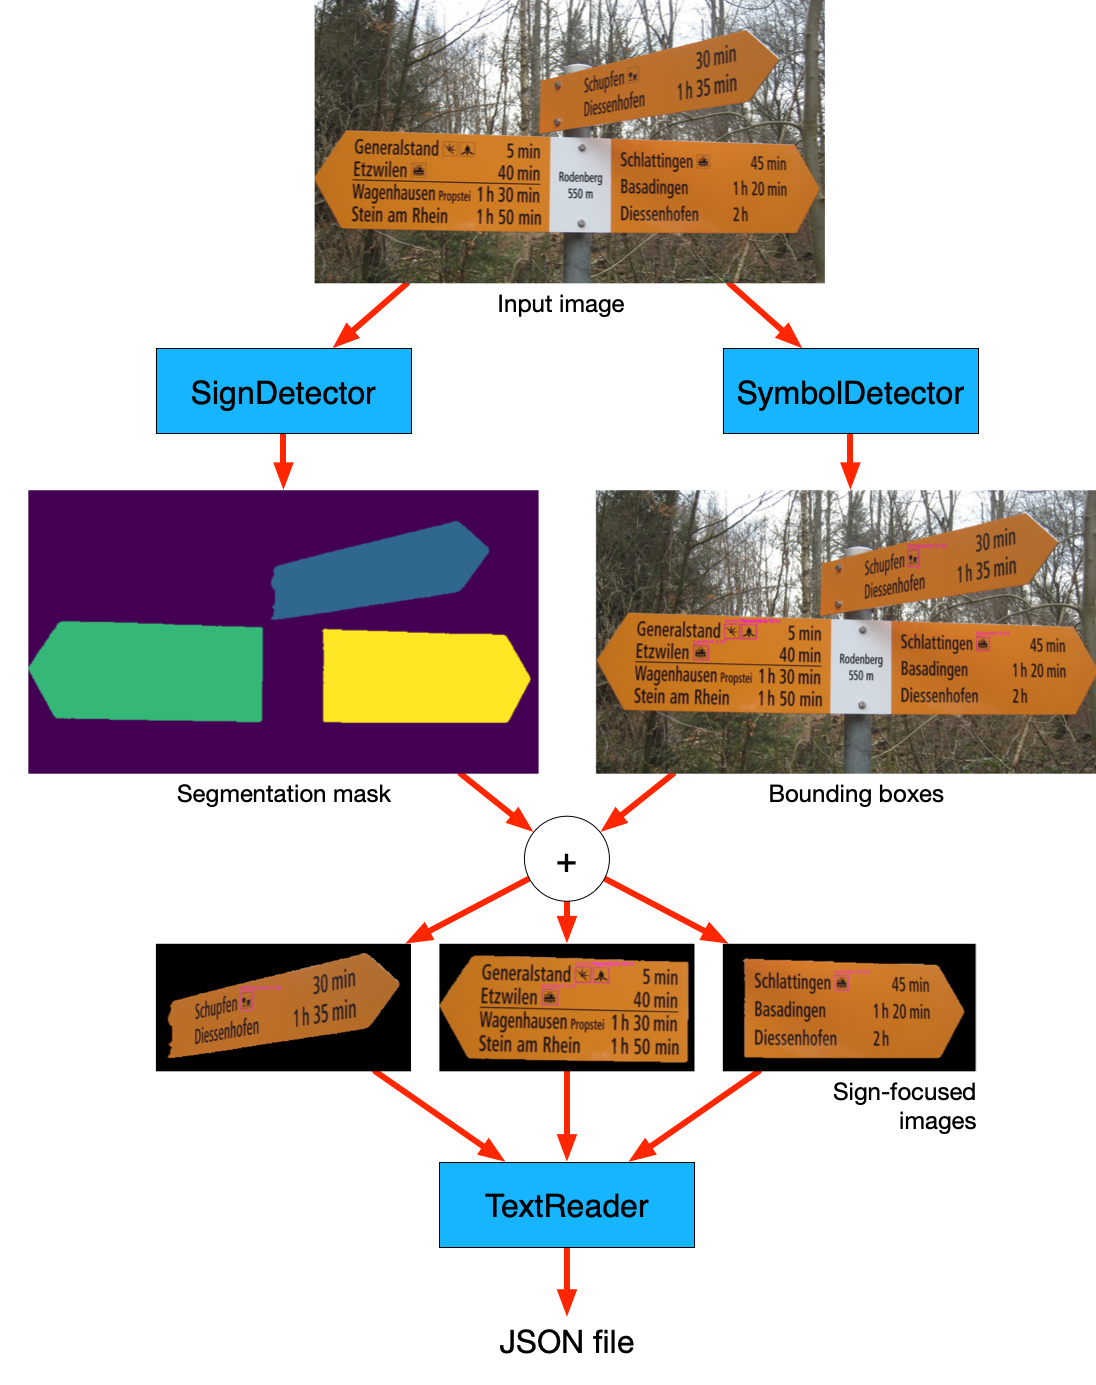 Schupfen 30 min
Diessenhofen 1 h 35 min
Generalstand 5 min
Etzwilen 40 min
Wagenhausen Propstei 1 h 30 min
Stein am Rhein 1 h 50 min
Rodenberg
550 m
Schlattingen 45 min
Basadingen 1 h 20 min
Diessenhofen 2 h
Input image
SignDetector
SymbolDetector
Schupfen 30 min
Diessenhofen 1 h 35 min
Generalstand 5 min
Etzwilen 40 min
Wagenhausen Propstei 1 h 30 min
Stein am Rhein 1 h 50 min
Rodenberg
550 m
Schlattingen 45 min
Basadingen 1 h 20 min
Diessenhofen 2 h
Segmentation mask
Bounding boxes
+
Schupfen 30 min
Diessenhofen 1 h 35 min
Generalstand 5 min
Etzwilen 40 min
Wagenhausen Propstei 1 h 30 min
Stein am Rhein 1 h 50 min
Schlattingen 45 min
Basadingen 1 h 20 min
Diessenhofen 2 h
Sign-focused
images
TextReader
JSON file